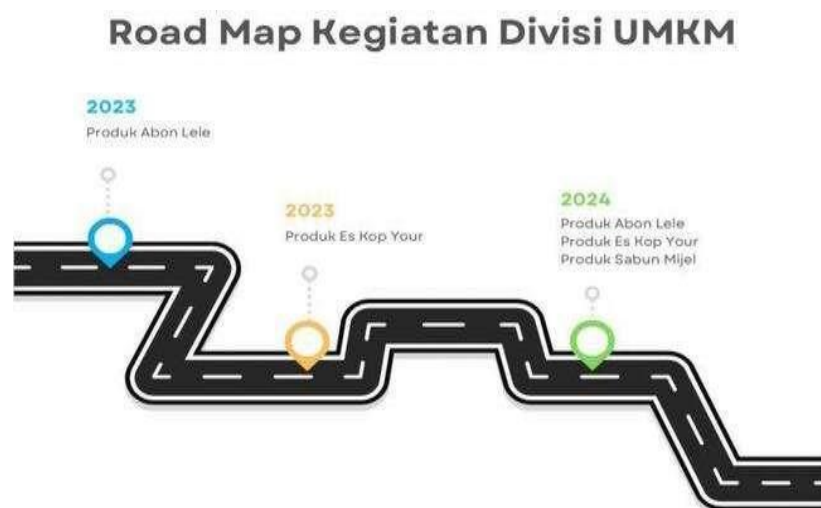 Road Map Kegiatan Divisi UMKM
2023
Produk Abon Lele
2023
Produk Es Kop Your
2024
Produk Abon Lele
Produk Es Kop Your
Produk Sabun Mijel